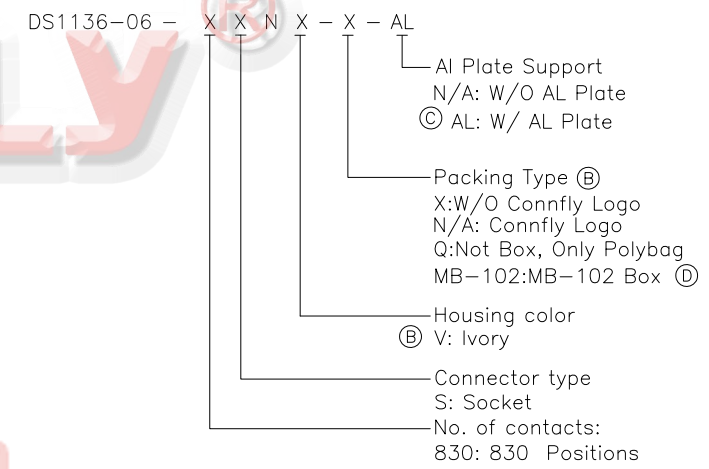 DS1136-06 - X X N X - X - AL
Al Plate Support
N/A: W/O AL Plate
Ⓒ AL: W/ AL Plate
Packing Type Ⓑ
X:W/O Connfly Logo
N/A: Connfly Logo
Q:Not Box, Only Polybag
MB-102:MB-102 Box Ⓓ
Housing color
Ⓑ V: Ivory
Connector type
S: Socket
No. of contacts:
830: 830 Positions
LY
®